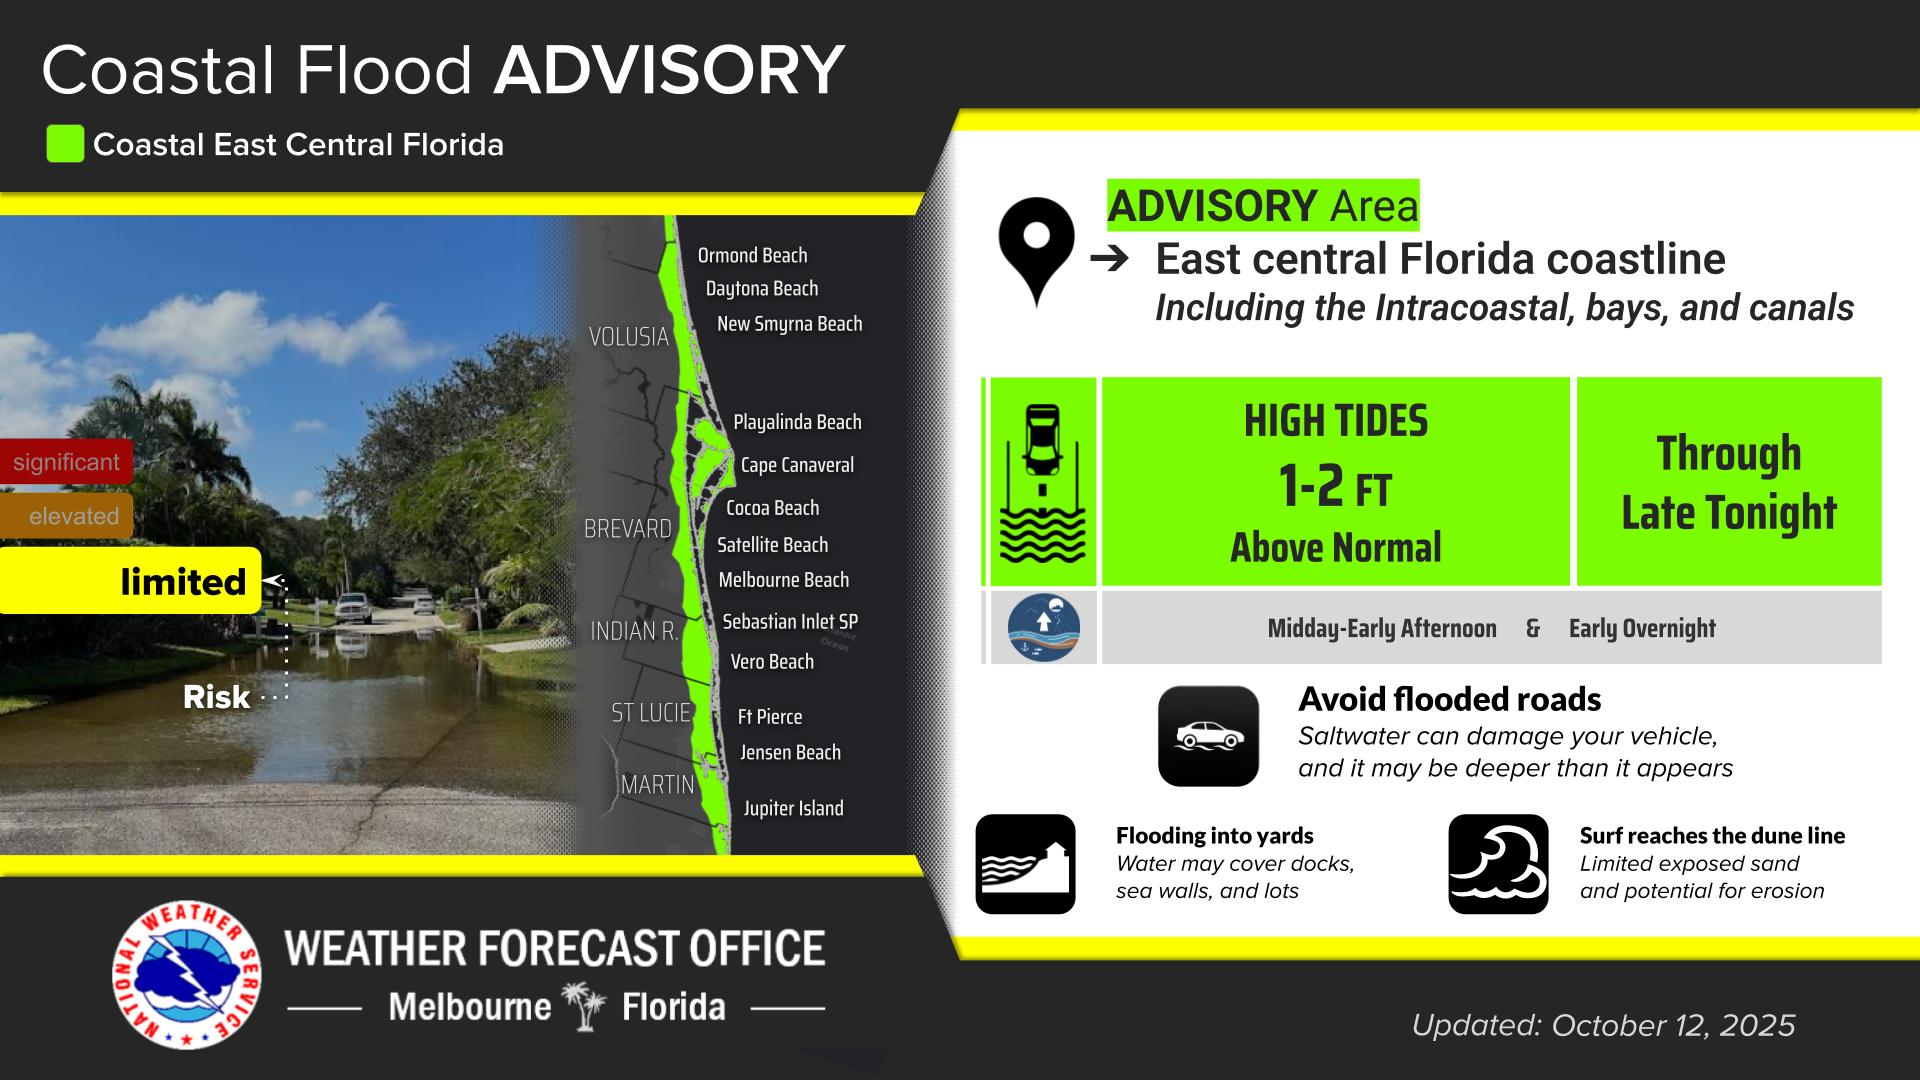 Coastal Flood ADVISORY
Coastal East Central Florida
significant
elevated
limited
Risk
VOLUSIA
BREVARD
INDIAN R.
ST LUCIE
MARTIN
Ormond Beach
Daytona Beach
New Smyrna Beach
Playalinda Beach
Cape Canaveral
Cocoa Beach
Satellite Beach
Melbourne Beach
Sebastian Inlet SP
Ocean
Vero Beach
Ft Pierce
Jensen Beach
Jupiter Island
ADVISORY Area
➔ East central Florida coastline
Including the Intracoastal, bays, and canals
HIGH TIDES
1-2 FT
Above Normal
Through
Late Tonight
Midday-Early Afternoon & Early Overnight
Avoid flooded roads
Saltwater can damage your vehicle,
and it may be deeper than it appears
Flooding into yards
Water may cover docks,
sea walls, and lots
Surf reaches the dune line
Limited exposed sand
and potential for erosion
NATIONAL WEATHER SERVICE
WEATHER FORECAST OFFICE
Melbourne Florida
Updated: October 12, 2025